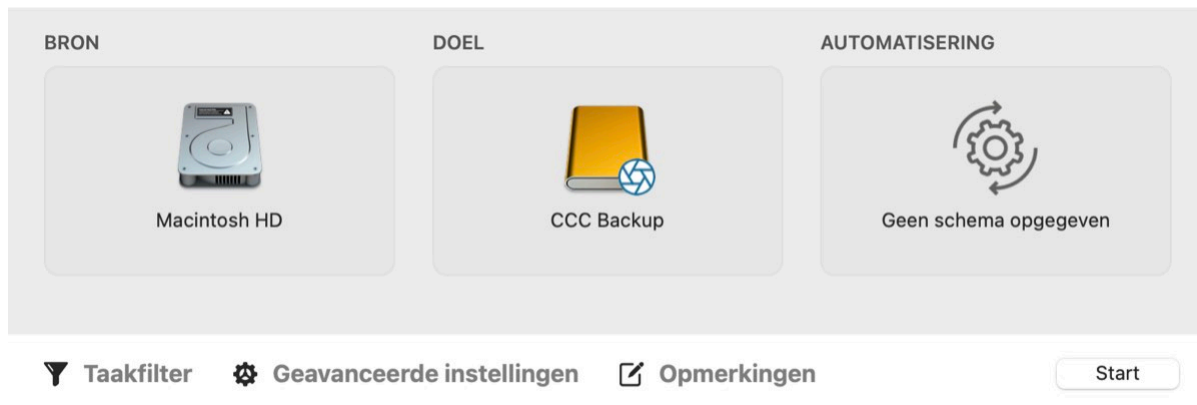 BRON
DOEL
AUTOMATISERING
Macintosh HD
CCC Backup
Geen schema opgegeven
Taakfilter
Geavanceerde instellingen
Opmerkingen
Start